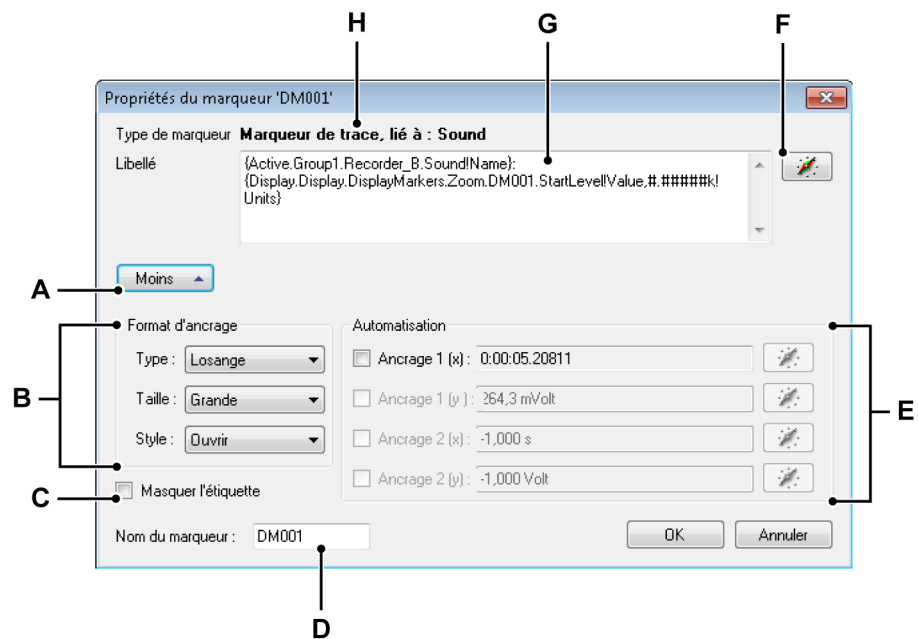 H
G
F
Propriétés du marqueur 'DM001'
Type de marqueur Marqueur de trace, lié à : Sound
Libellé
{Active.Group1.Recorder_B.Sound!Name}:
{Display.Display.DisplayMarkers.Zoom.DM001.StartLevel!Value,#.#####k!
Units}
Moins
A
Format d'ancrage
Automatisation
Type : Losange
Ancrage 1 (x) : 0:00:05.20811
B
Taille : Grande
Ancrage 1 (y ) : 264,3 mVolt
E
Style : Ouvrir
Ancrage 2 (x) : -1,000 s
Ancrage 2 (y) : -1,000 Volt
C
Masquer l'étiquette
Nom du marqueur : DM001
OK
Annuler
D